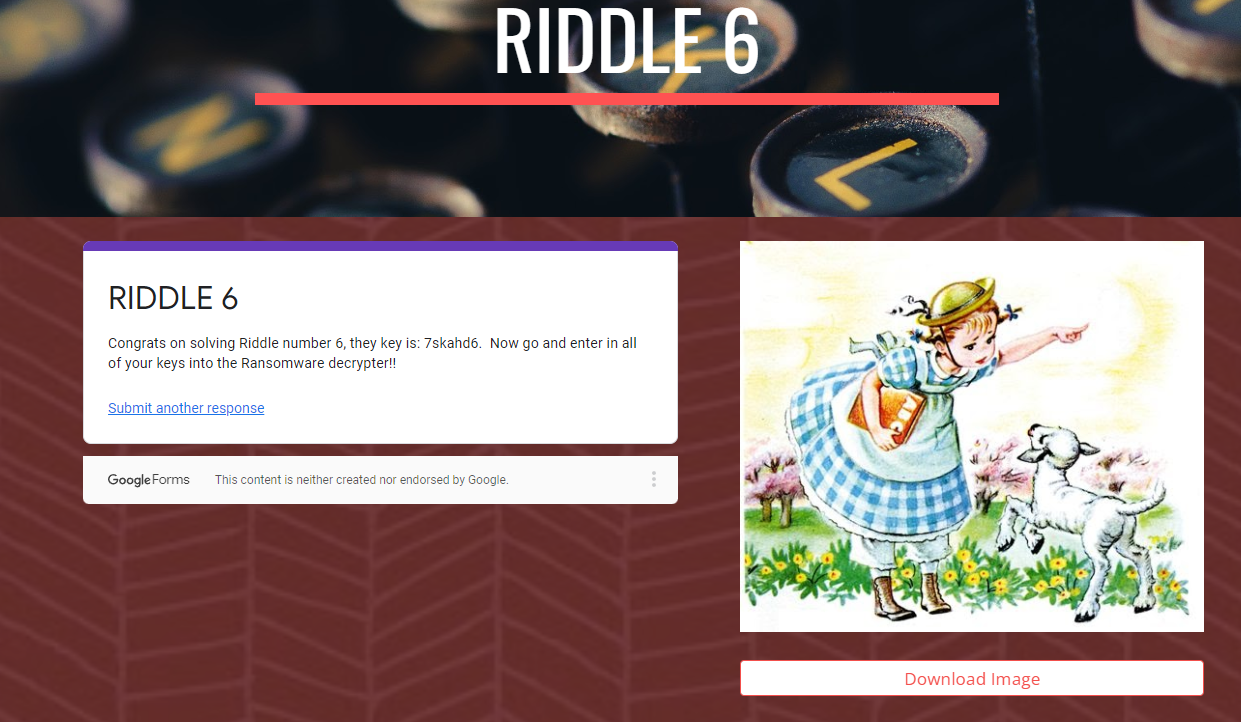 RIDDLE 6
N
L
RIDDLE 6
Congrats on solving Riddle number 6, they key is: 7skahd6.  Now go and enter in all
of your keys into the Ransomware decrypter!!
Submit another response
Google Forms
This content is neither created nor endorsed by Google.
Download Image